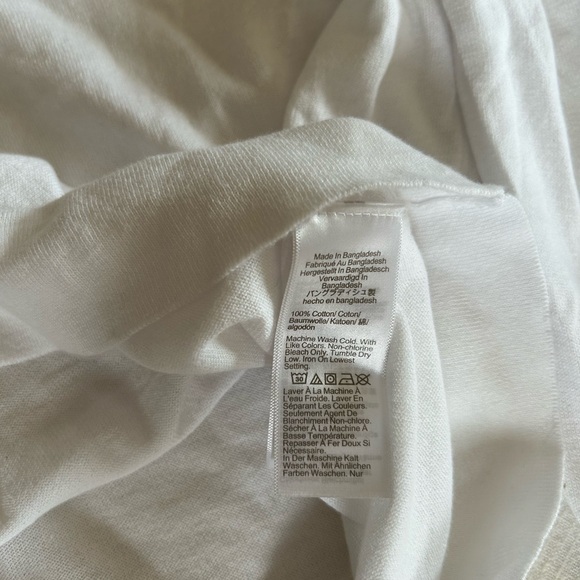 Made In Bangladesh
Fabriqué Au Bangladesh
Hergestellt In Bangladesch
Vervaardigd In
Bangladesh
バングラディシュ製
hecho en bangladesh
100% Cotton/ Coton/
Baumwolle/ Katoen/ 綿/
algodón
Machine Wash Cold. With
Like Colors. Non-chlorine
Bleach Only. Tumble Dry
Low. Iron On Lowest
Setting.
30
Laver À La Machine À
L'eau Froide. Laver En
Séparant Les Couleurs.
Seulement Agent De
Blanchiment Non-chlore.
Sécher À La Machine À
Basse Température.
Repasser À Fer Doux Si
Nécessaire.
In Der Maschine Kalt
Waschen. Mit Ähnlichen
Farben Waschen. Nur